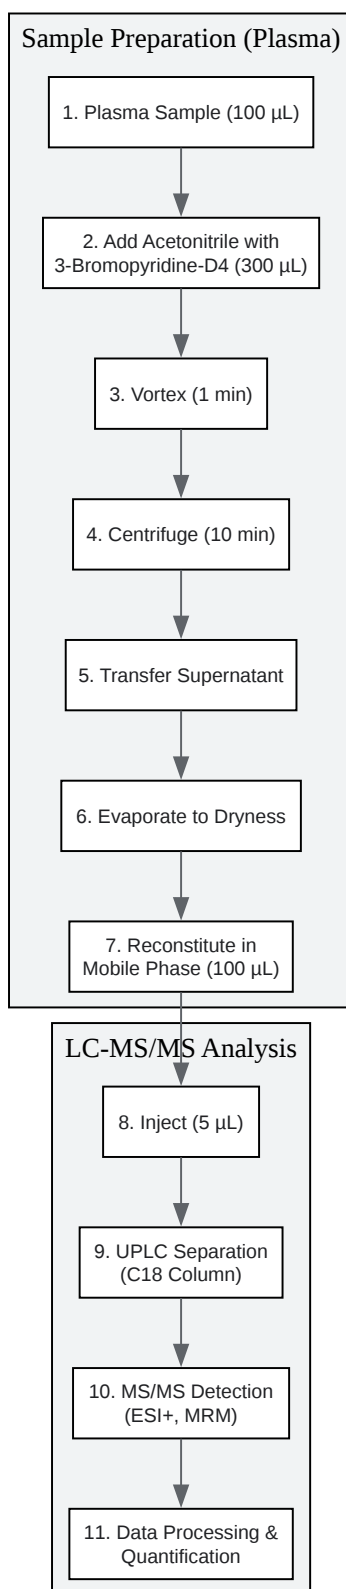 Sample Preparation (Plasma)
1. Plasma Sample (100 µL)
2. Add Acetonitrile with
3-Bromopyridine-D4 (300 µL)
3. Vortex (1 min)
4. Centrifuge (10 min)
5. Transfer Supernatant
6. Evaporate to Dryness
7. Reconstitute in
Mobile Phase (100 µL)
LC-MS/MS Analysis
8. Inject (5 µL)
9. UPLC Separation
(C18 Column)
10. MS/MS Detection
(ESI+, MRM)
11. Data Processing &
Quantification